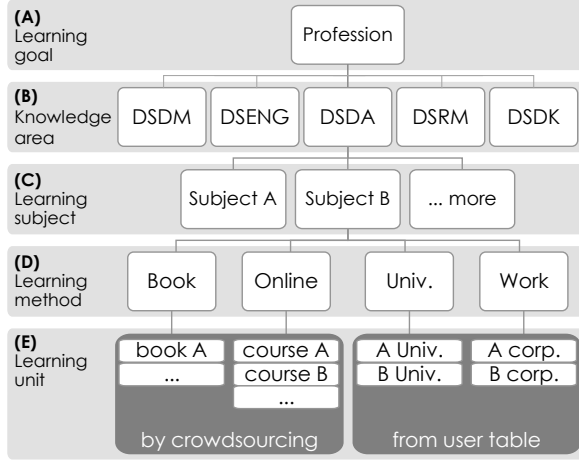 (A)
Learning
goal
Profession
(B)
Knowledge
area
DSDM DSENG DSDA DSRM DSDK
(C)
Learning
subject
Subject A Subject B ... more
(D)
Learning
method
Book Online Univ. Work
(E)
Learning
unit
book A course A A Univ. A corp.
... course B B Univ. B corp.
...
by crowdsourcing from user table